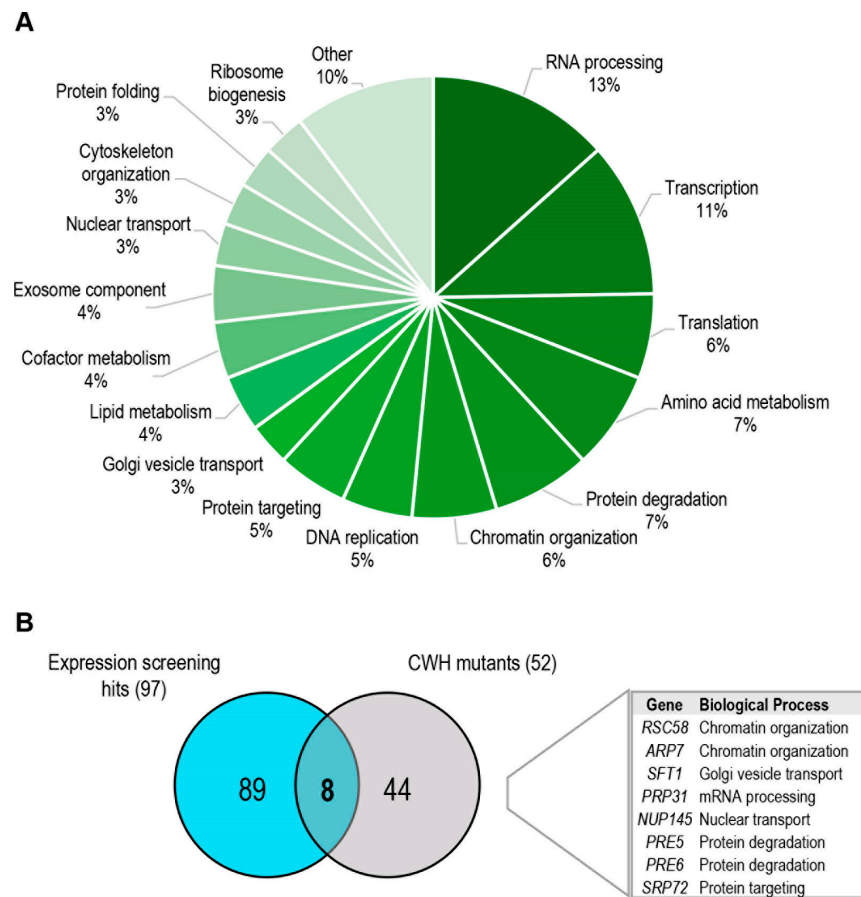 A
RNA processing
13%
Transcription
11%
Translation
6%
Amino acid metabolism
7%
Protein degradation
7%
Chromatin organization
6%
DNA replication
5%
Protein targeting
5%
Golgi vesicle transport
3%
Lipid metabolism
4%
Cofactor metabolism
4%
Exosome component
4%
Nuclear transport
3%
Cytoskeleton
organization
3%
Protein folding
3%
Ribosome
biogenesis
3%
Other
10%
B
Expression screening
hits (97)
CWH mutants (52)
89
8
44
Gene Biological Process
RSC58 Chromatin organization
ARP7 Chromatin organization
SFT1 Golgi vesicle transport
PRP31 mRNA processing
NUP145 Nuclear transport
PRE5 Protein degradation
PRE6 Protein degradation
SRP72 Protein targeting